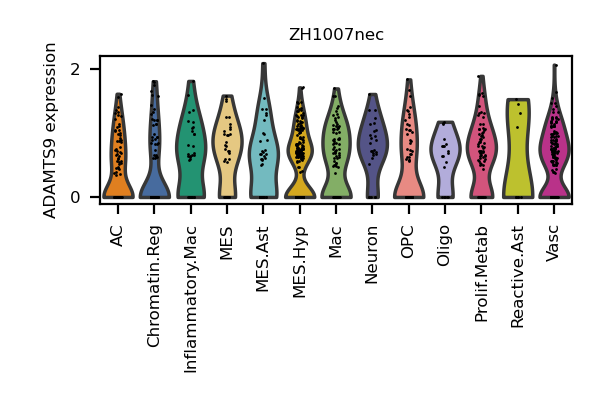 ZH1007nec
ADAMTS9 expression
2
0
AC
Chromatin.Reg
Inflammatory.Mac
MES
MES.Ast
MES.Hyp
Mac
Neuron
OPC
Oligo
Prolif.Metab
Reactive.Ast
Vasc